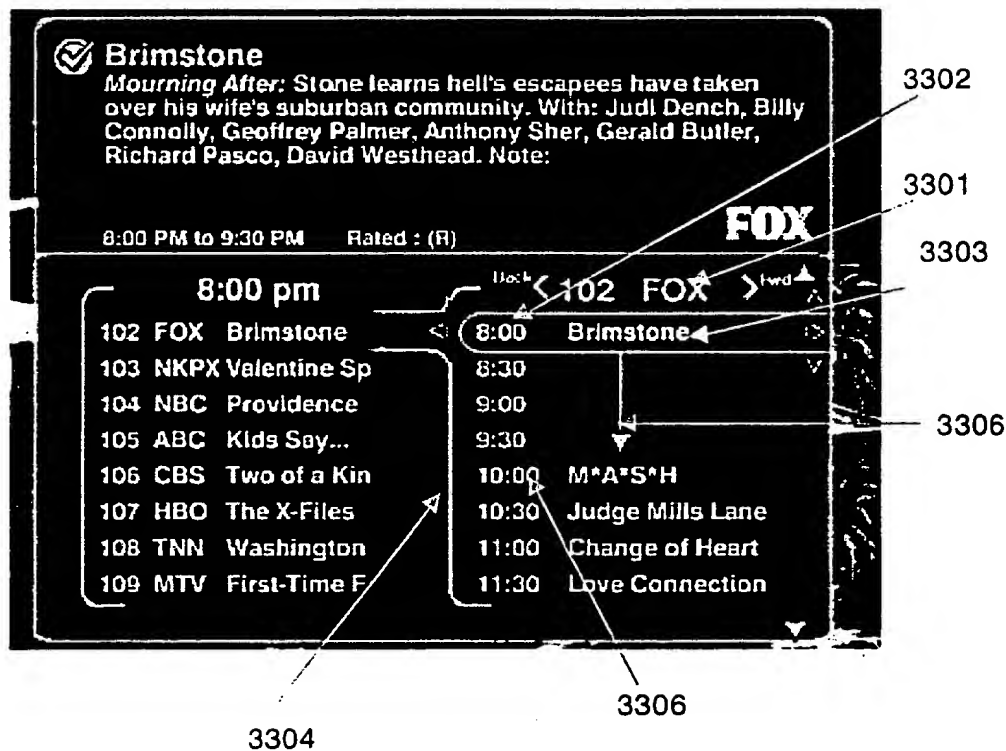 Brimstone
Mourning After: Stone learns hell's escapees have taken
over his wife's suburban community. With: Judi Dench, Billy
Connolly, Geoffrey Palmer, Anthony Sher, Gerald Butler,
Richard Pasco, David Westhead. Note:
8:00 PM to 9:30 PM Rated : (R)
FOX
3302
3301
3303
8:00 pm
Back < 102 FOX > Fwd
102 FOX Brimstone
8:00 Brimstone
103 NKPX Valentine Sp
8:30
104 NBC Providence
9:00
105 ABC Kids Say...
9:30
3306
106 CBS Two of a Kin
10:00 M*A*S*H
107 HBO The X-Files
10:30 Judge Mills Lane
108 TNN Washington
11:00 Change of Heart
109 MTV First-Time F
11:30 Love Connection
3306
3304